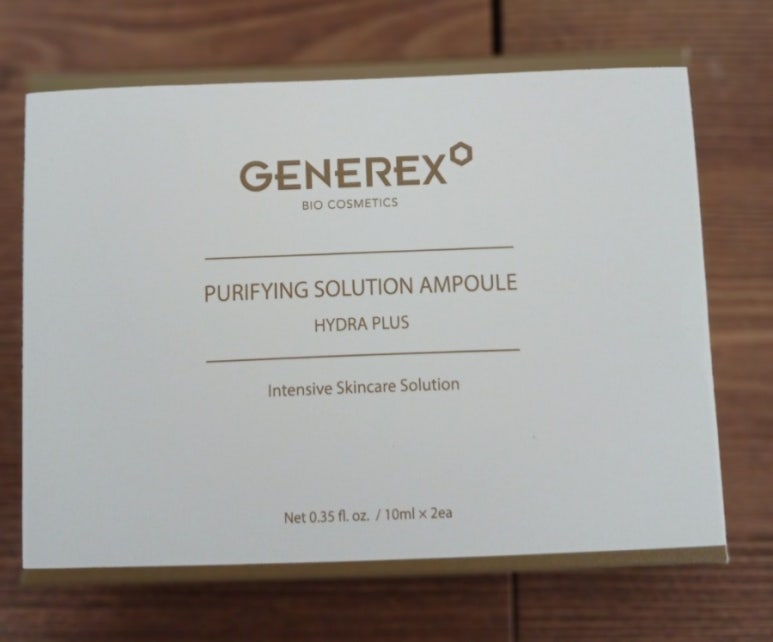 GENEREX
BIO COSMETICS
PURIFYING SOLUTION AMPOULE
HYDRA PLUS
Intensive Skincare Solution
Net 0.35 fl. oz. / 10ml × 2ea